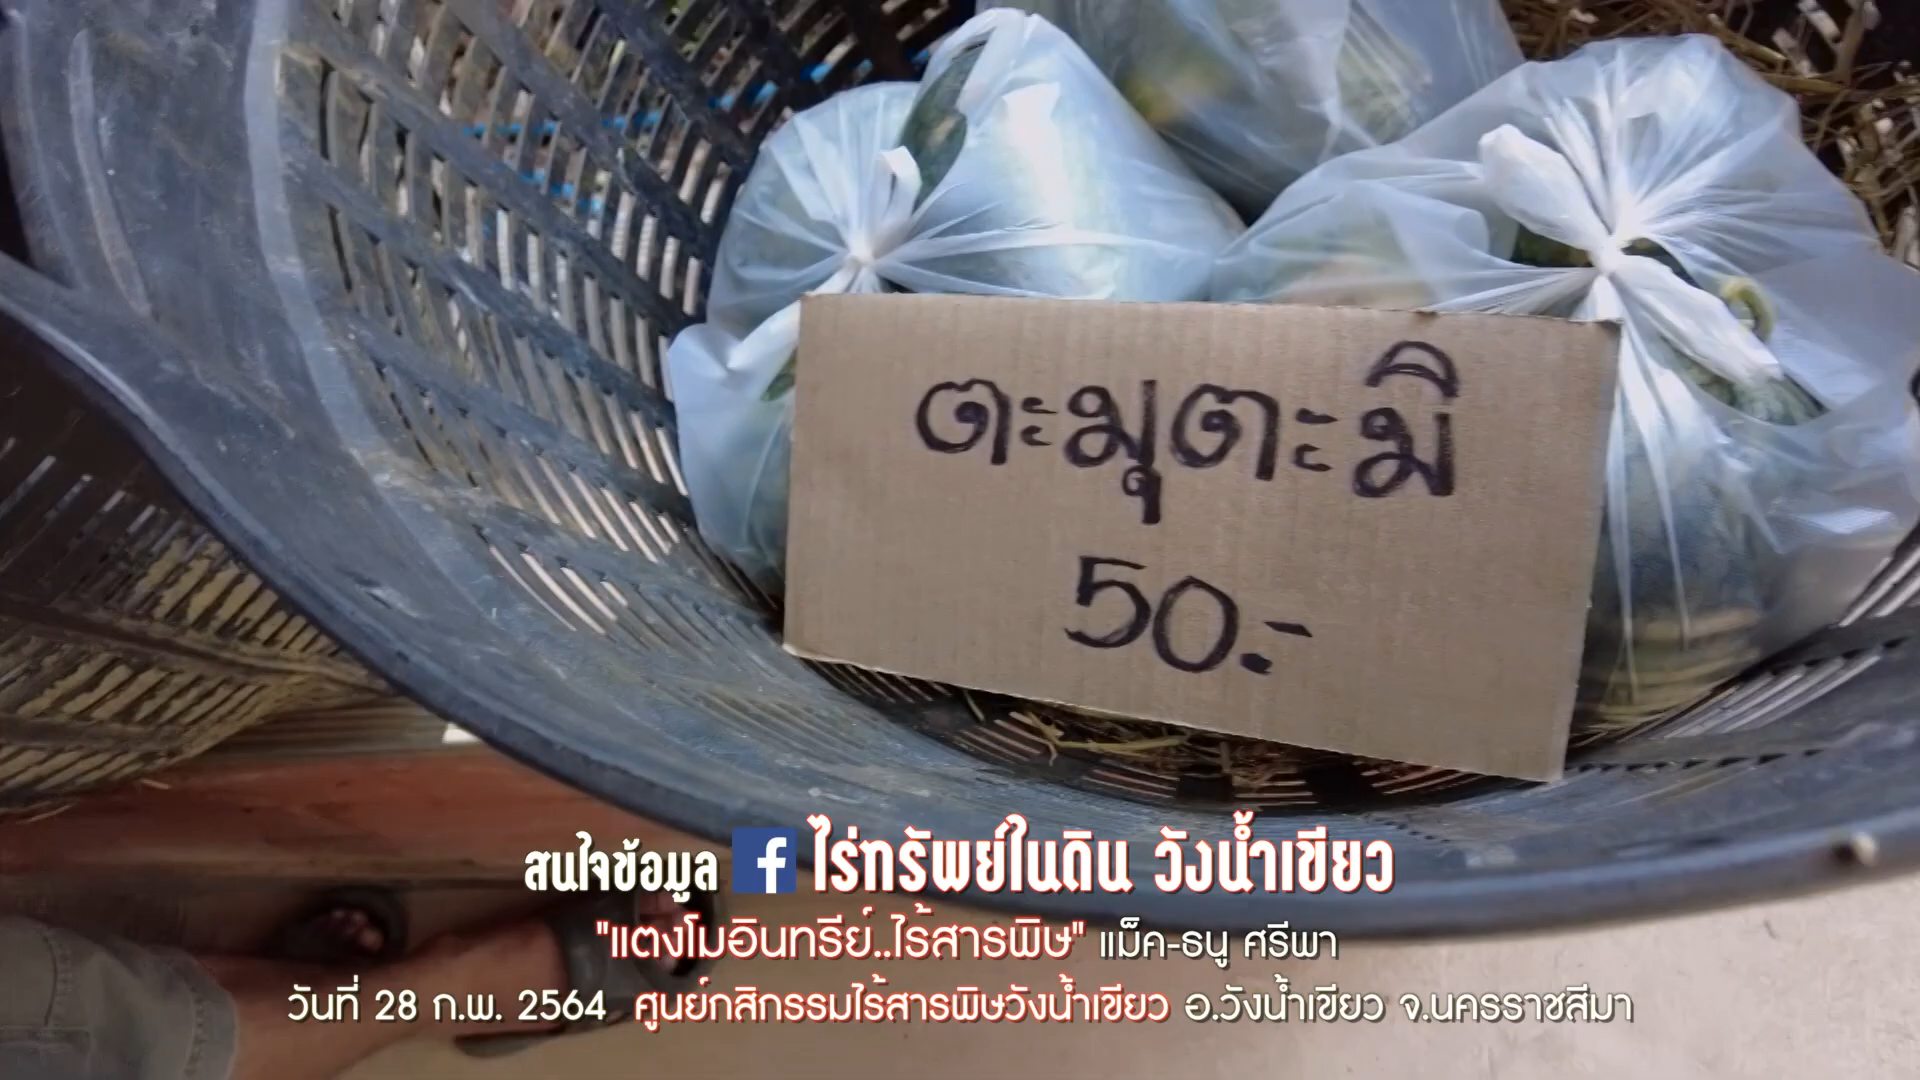 ตะมุตะมิ
50.-
สนใจข้อมูล f ไร่ทรัพย์ในดิน วังน้ำเขียว
"แตงโมอินทรีย์..ไร้สารพิษ" แม็ค-ธนู ศรีพา
วันที่ 28 ก.พ. 2564 ศูนย์กสิกรรมไร้สารพิษวังน้ำเขียว อ.วังน้ำเขียว จ.นครราชสีมา